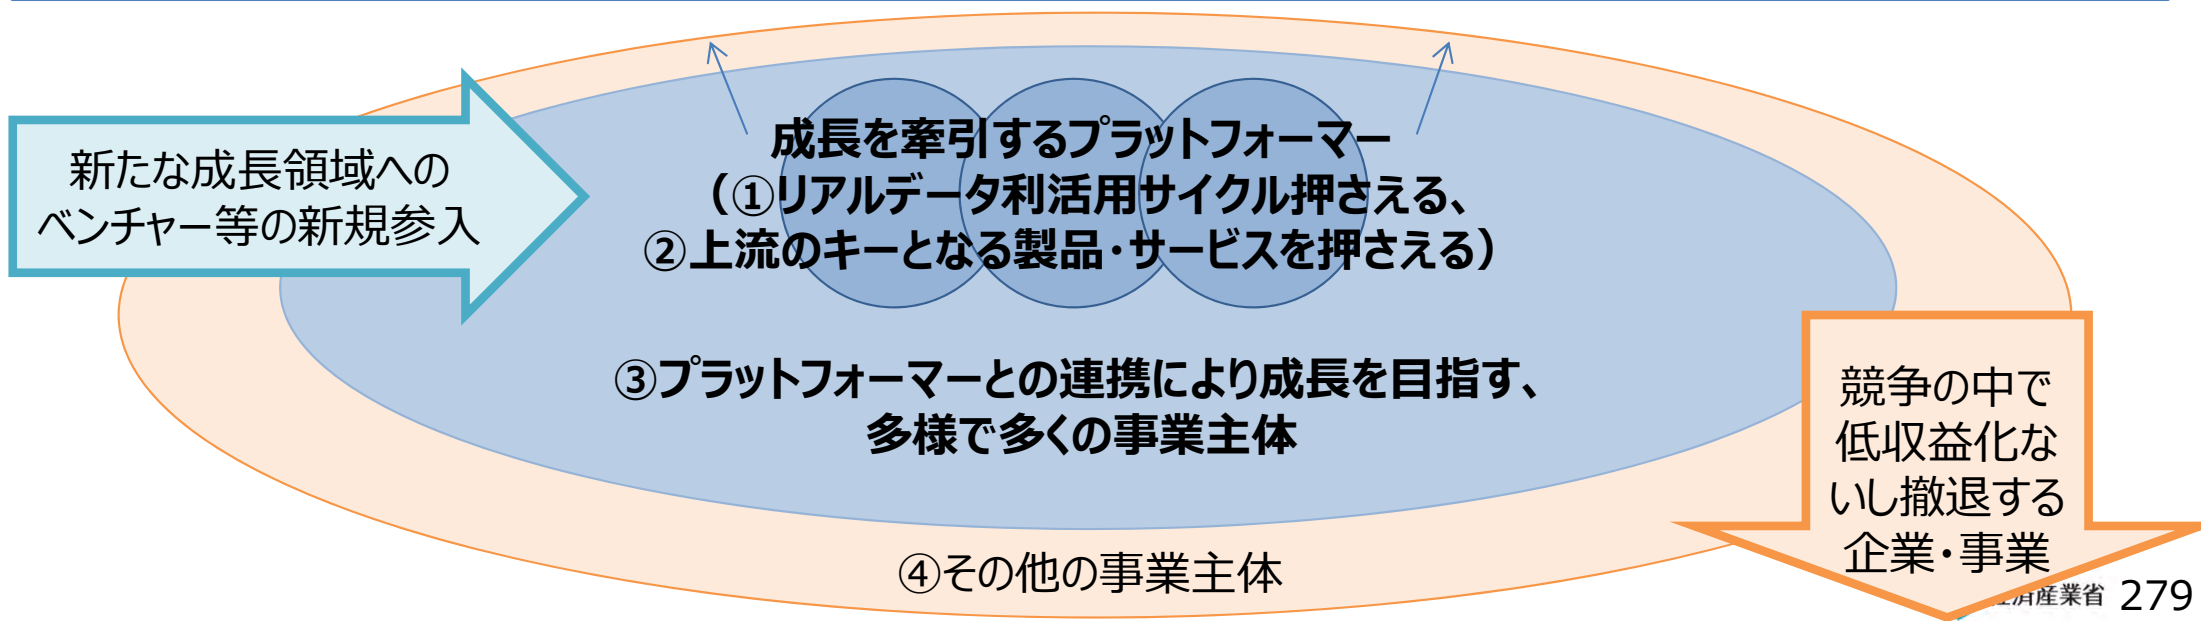 新たな成長領域への
ベンチャー等の新規参入
成長を牽引するプラットフォーマー
（①リアルデータ利活用サイクル押さえる、
②上流のキーとなる製品・サービスを押さえる）
③プラットフォーマーとの連携により成長を目指す、
多様で多くの事業主体
④その他の事業主体
競争の中で
低収益化な
いし撤退する
企業・事業
済産業省
279